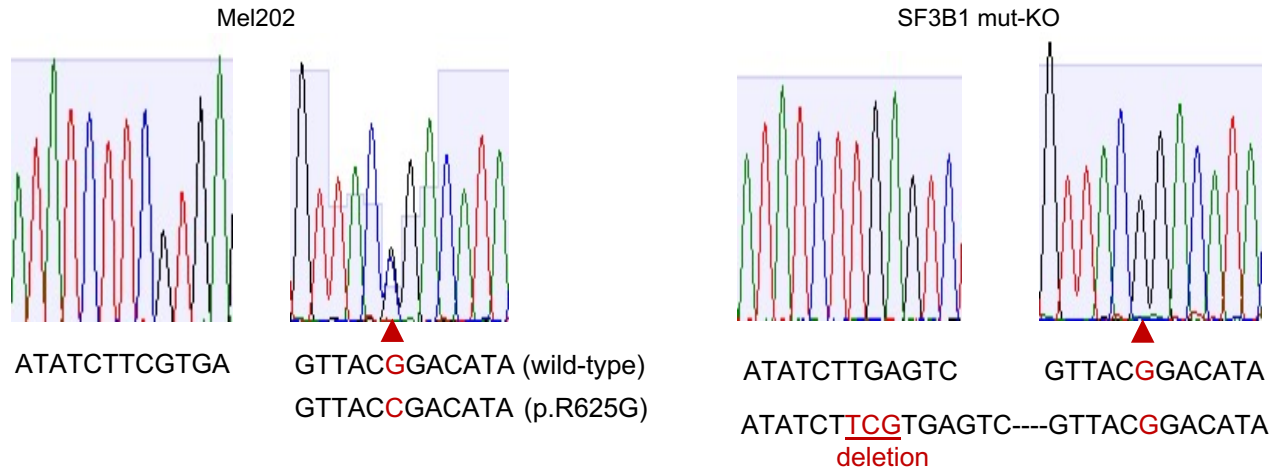 Mel202
SF3B1 mut-KO
ATATCTTCGTGA
GTTACGGACATA (wild-type)
GTTACCGACATA (p.R625G)
ATATCTTGAGTC
GTTACGGACATA
ATATCTTCGTGAGTC----GTTACGGACATA
deletion